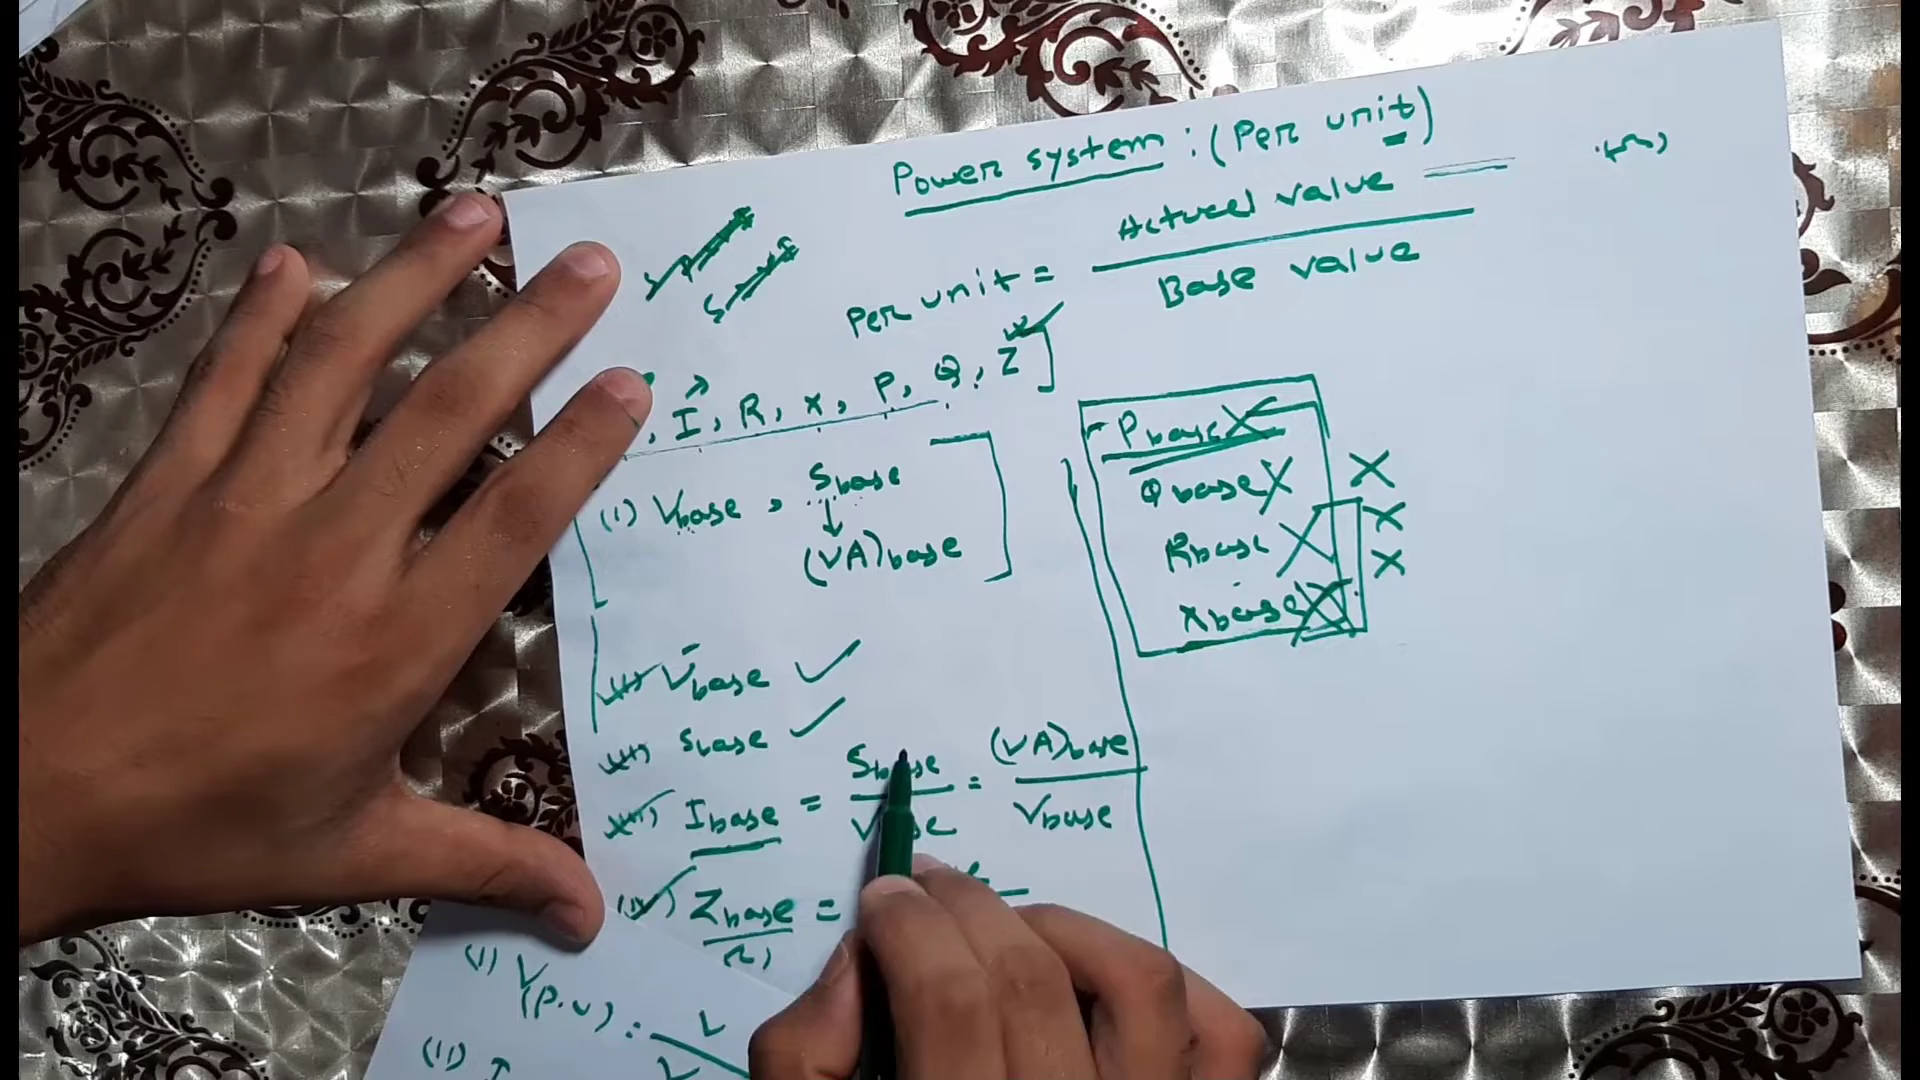 Power system : (Per unit)
Per unit = Actual value / Base value
, I, R, x, P, Q, Z ]
(I) Vbase , Sbase
(VA)base
Vbase ✓
Sbase ✓
Ibase = Sbase / = (VA)base / Vbase
Zbase =
Pbase X
Qbase X X
Rbase X X
Xbase X X
(I) V(p.u) :
(II)